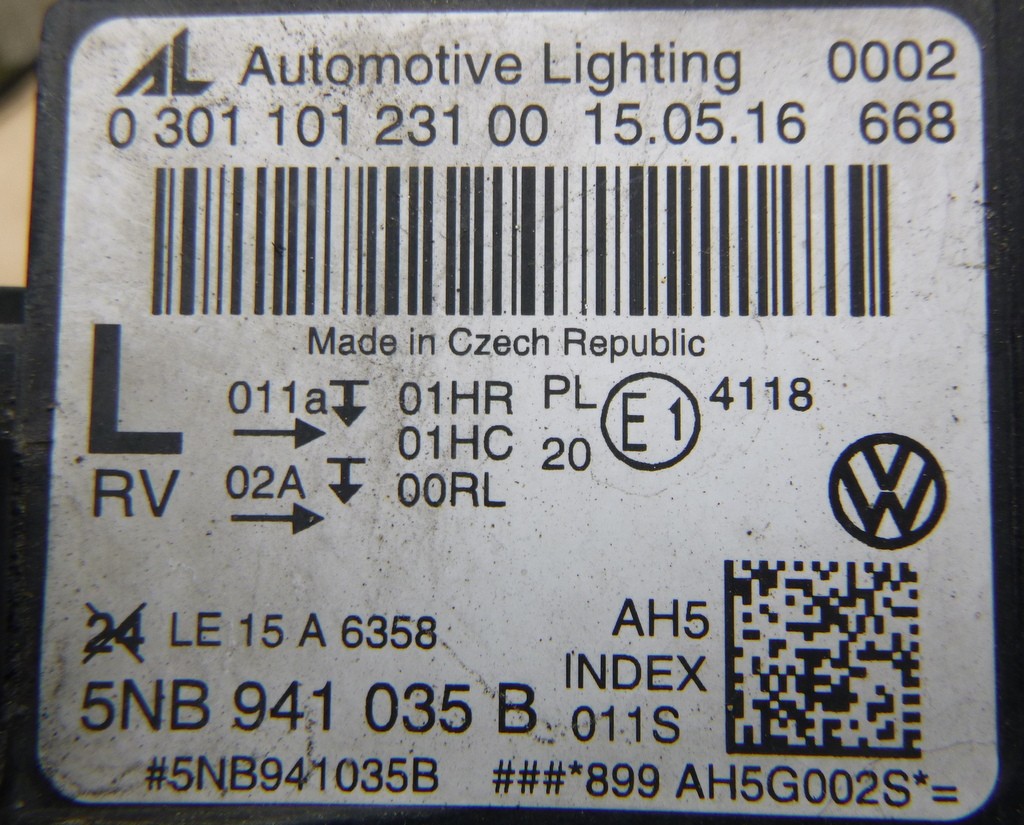 AL Automotive Lighting 0002
0 301 101 231 00 15.05.16 668
Made in Czech Republic
L 011a 01HR PL E1 4118
01HC 20
RV 02A 00RL
VW
24 LE 15 A 6358 AH5
INDEX
5NB 941 035 B 011S
#5NB941035B ###*899 AH5G002S*=